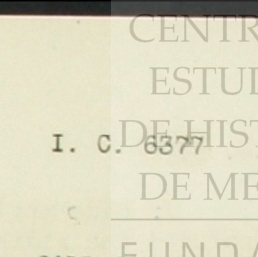 I. C. 6377
CENTR
ESTUI
DE HIST
DE ME
FUNDA